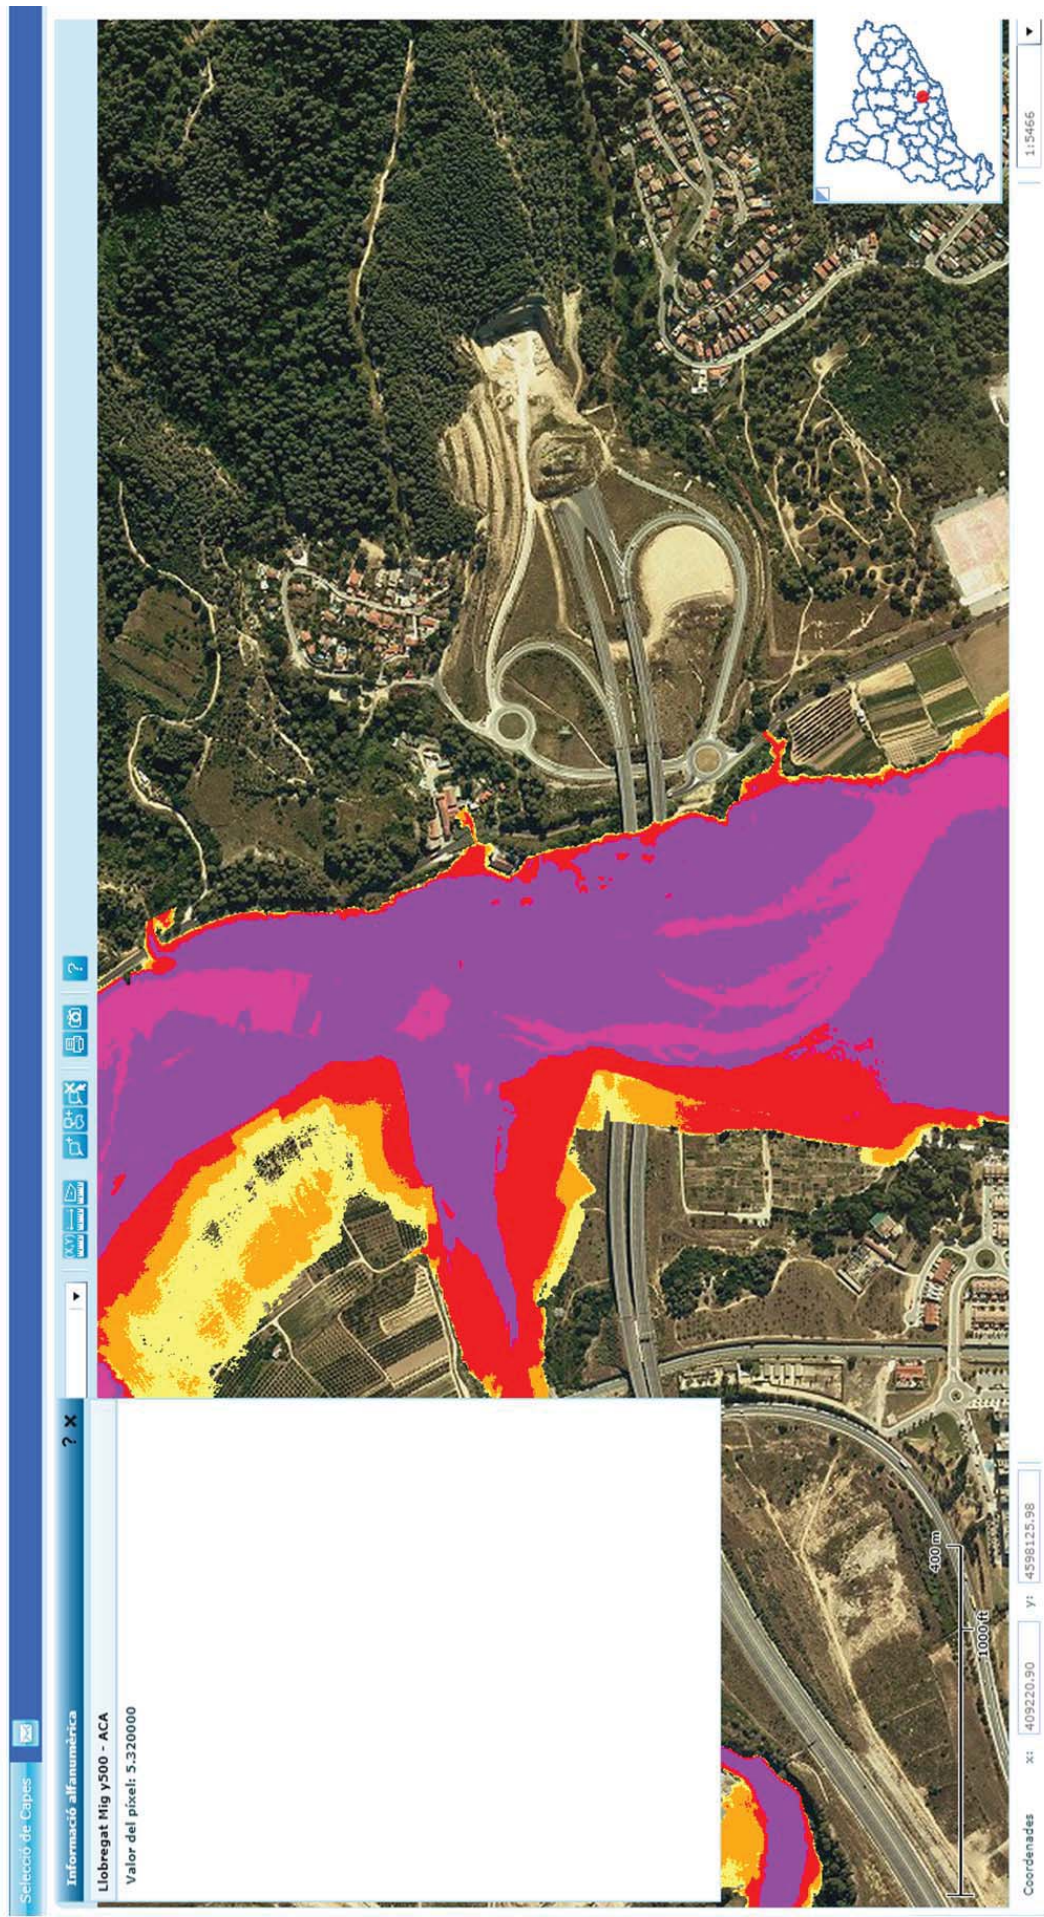 Selecció de Capes
Informació alfanumèrica
? ×
Llobregat Mig y500 - ACA
Valor del píxel: 5.320000
(X,Y)
?
400 m
1000 ft
Coordenades
x:
409220.90
y:
4598125.98
1:5466